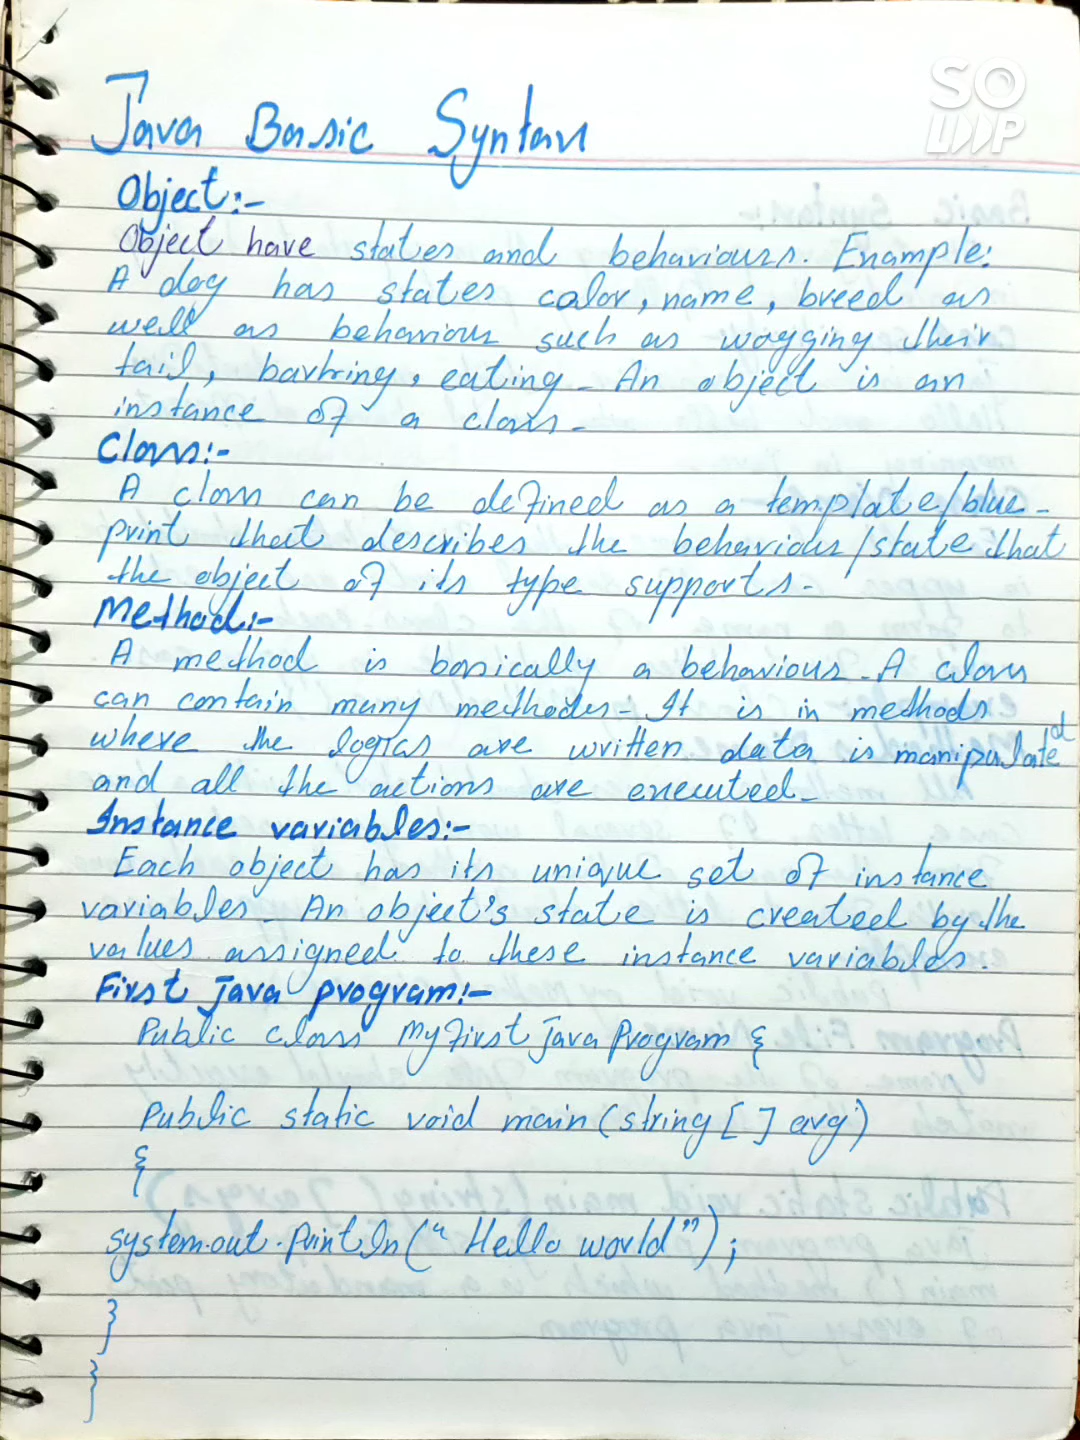 Java Basic Syntax
SO
LOOP
Object:-
Object have states and behaviours. Example:
A dog has states color, name, breed as
well as behaviour such as wagging their
tail, barking, eating - An object is an
instance of a class -
Class:-
A class can be defined as a template/blue-
print that describes the behaviour/state that
the object of its type supports -
Method:-
A method is basically a behaviour - A class
can contain many methods - It is in methods
where the logics are written data is manipulated
and all the actions are executed -
Instance variables:-
Each object has its unique set of instance
variables - An object's state is created by the
values assigned to these instance variables.
First java program:-
Public class MyFirst java Program {
Public static void main (string [ ] arg)
{
system.out.println(“Hello world”);
}
}